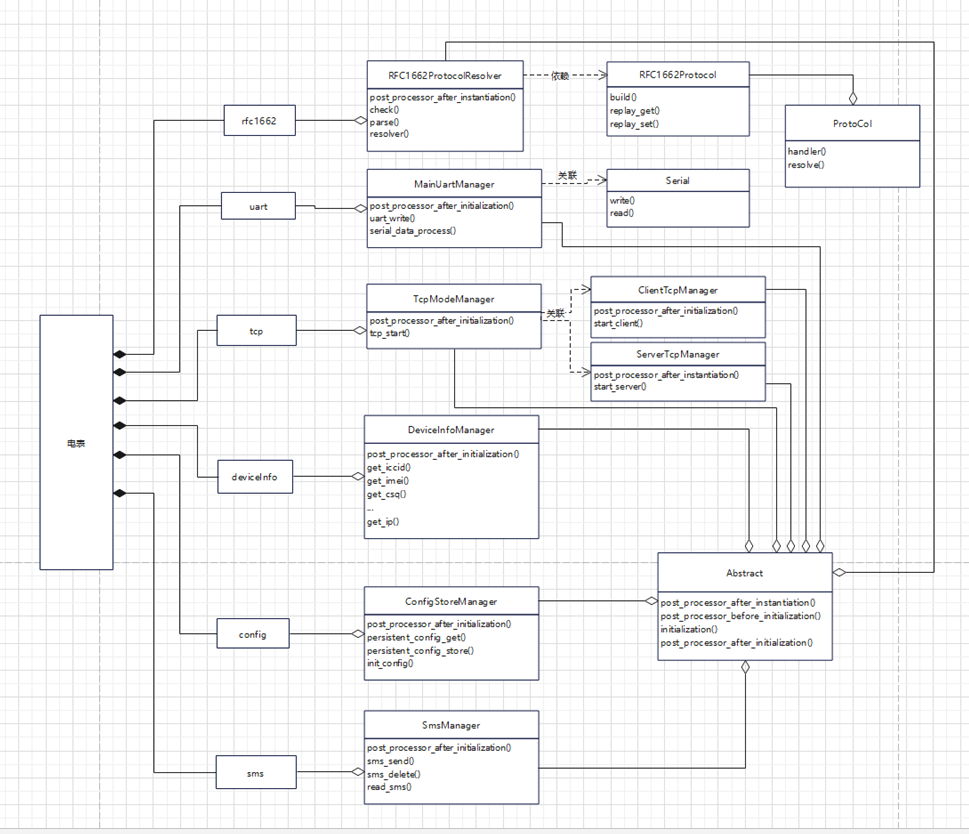 RFC1662ProtocolResolver
post_processor_after_instantiation()
check()
parse()
resolver()
依赖
RFC1662Protocol
build()
replay_get()
replay_set()
ProtoCol
handler()
resolve()
rfc1662
MainUartManager
post_processor_after_initialization()
uart_write()
serial_data_process()
关联
Serial
write()
read()
uart
TcpModeManager
post_processor_after_initialization()
tcp_start()
关联
ClientTcpManager
post_processor_after_initialization()
start_client()
ServerTcpManager
post_processor_after_instantiation()
start_server()
tcp
电表
DeviceInfoManager
post_processor_after_initialization()
get_iccid()
get_imei()
get_csq()
...
get_ip()
deviceInfo
Abstract
post_processor_after_instantiation()
post_processor_before_initialization()
initialization()
post_processor_after_initialization()
ConfigStoreManager
post_processor_after_initialization()
persistent_config_get()
persistent_config_store()
init_config()
config
SmsManager
post_processor_after_initialization()
sms_send()
sms_delete()
read_sms()
sms